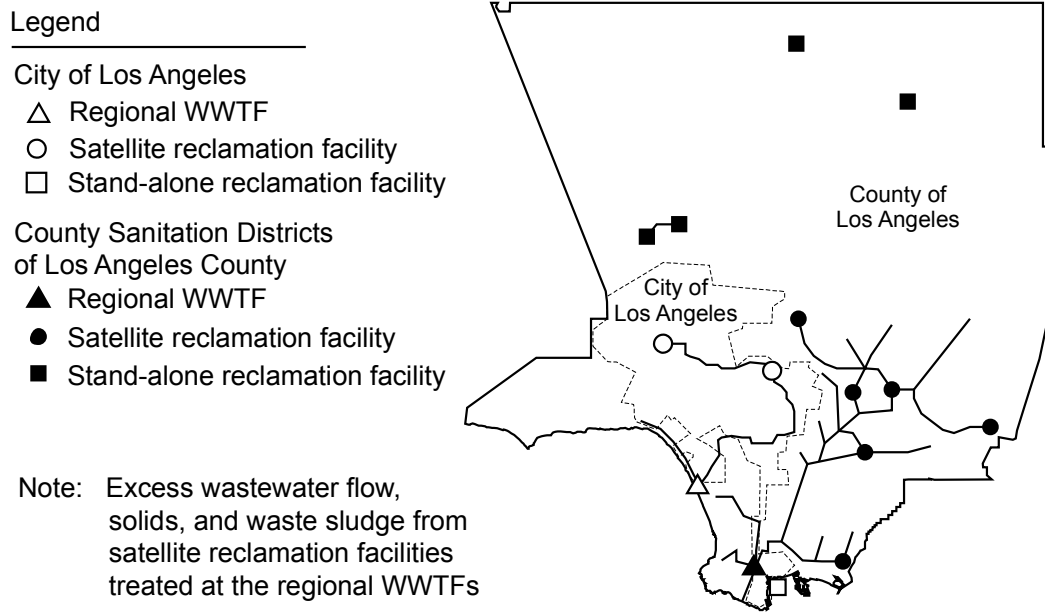 Legend
City of Los Angeles
Regional WWTF
Satellite reclamation facility
Stand-alone reclamation facility
County Sanitation Districts
of Los Angeles County
Regional WWTF
Satellite reclamation facility
Stand-alone reclamation facility
Note: Excess wastewater flow,
solids, and waste sludge from
satellite reclamation facilities
treated at the regional WWTFs
County of
Los Angeles
City of
Los Angeles